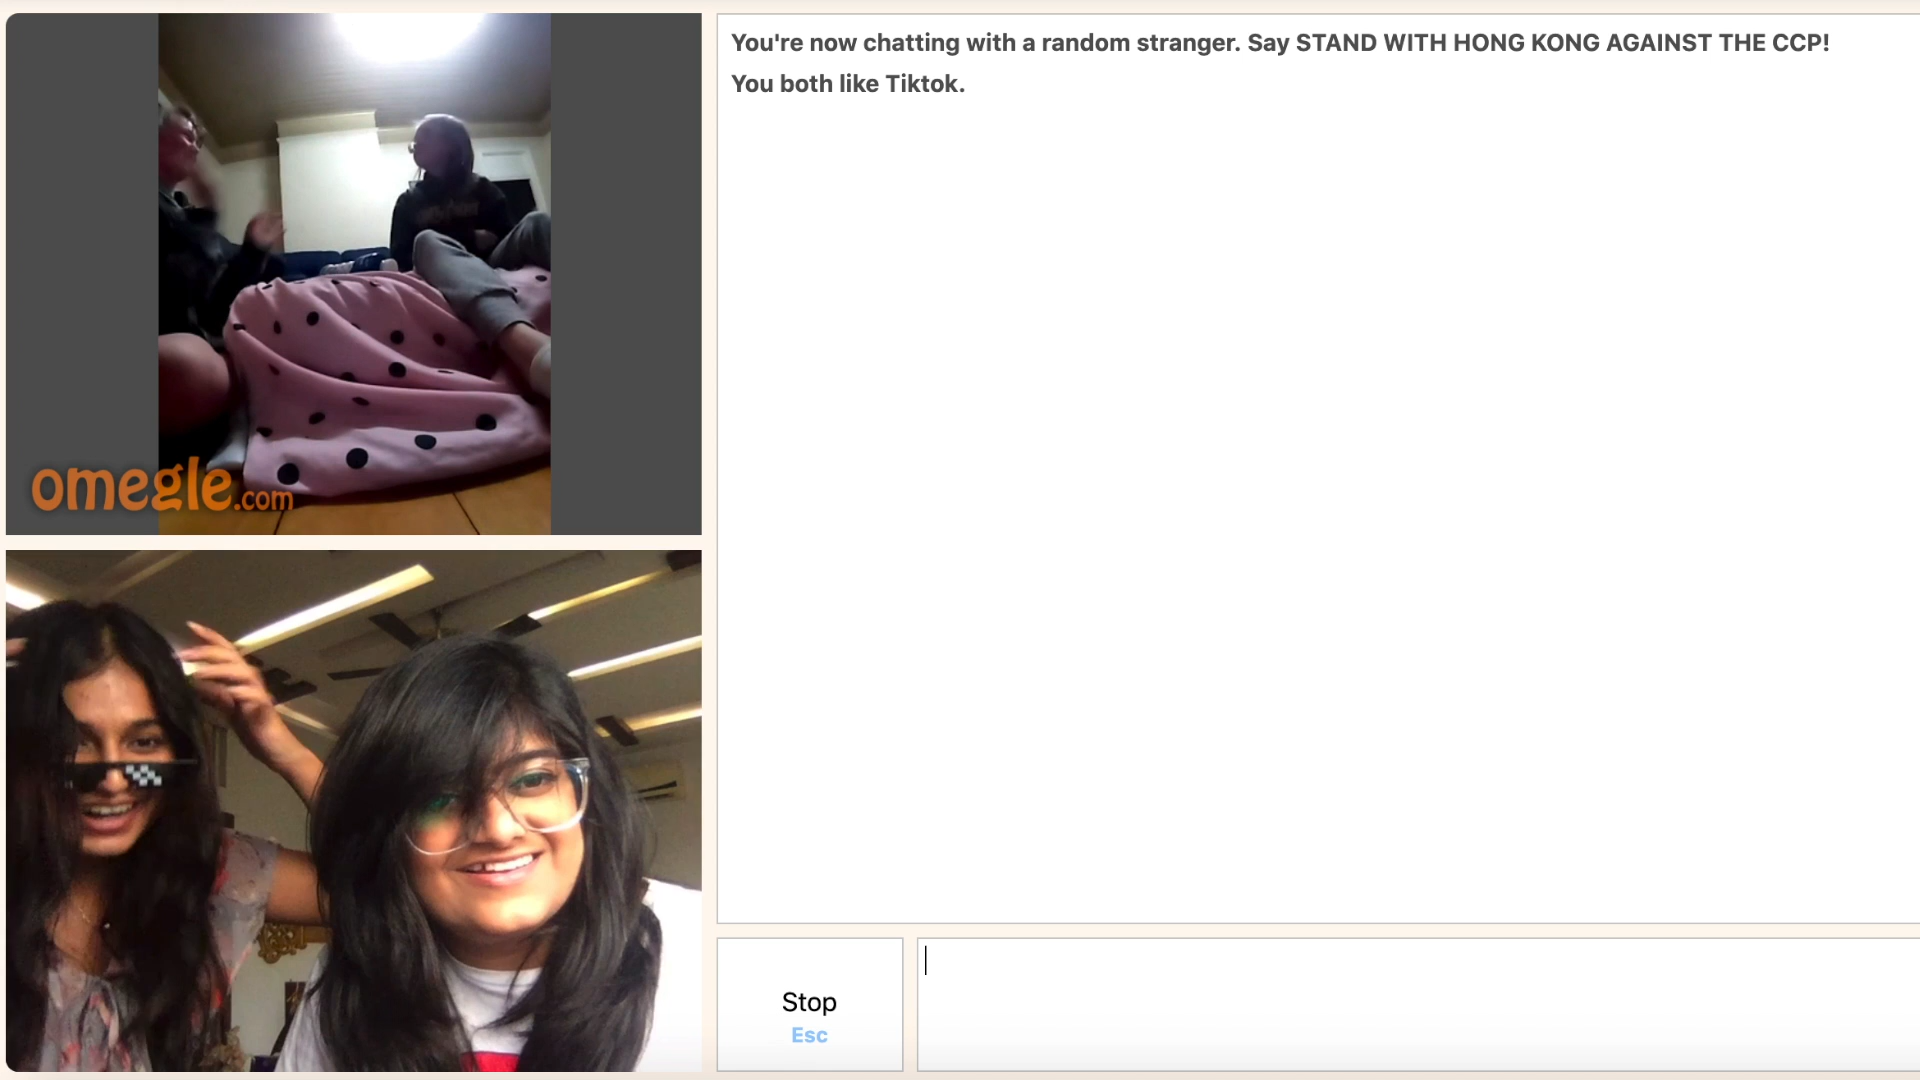 You're now chatting with a random stranger. Say STAND WITH HONG KONG AGAINST THE CCP!
You both like Tiktok.
omegle.com
Stop
Esc